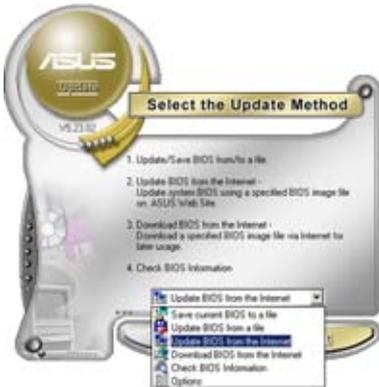 ASUS
Update
V5.23.02
Select the Update Method
1. Update/Save BIOS from/to a file
2. Update BIOS from the Internet -
Update system BIOS using a specified BIOS image file
on ASUS Web Site.
3. Download BIOS from the Internet -
Download a specified BIOS image file via Internet for
later usage.
4. Check BIOS Information
Update BIOS from the Internet
Save current BIOS to a file
Update BIOS from a file
Update BIOS from the Internet
Download BIOS from the Internet
Check BIOS Information
Options